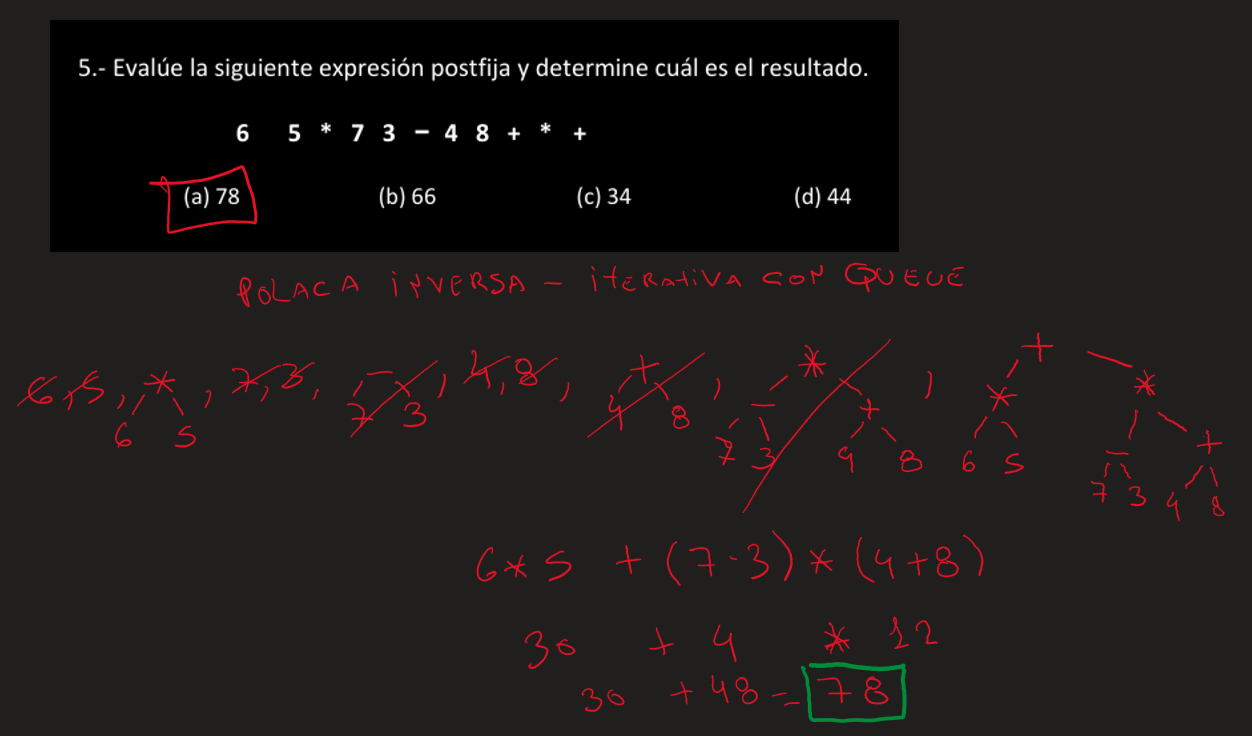 5.- Evalúe la siguiente expresión postfija y determine cuál es el resultado.
6 5 * 7 3 – 4 8 + * +
(a) 78 (b) 66 (c) 34 (d) 44
POLACA INVERSA - ITERATIVA CON QUEUE
6, 5, *, 7, 3, -, 4, 8, +, *, +
6 5 7 3 4 8 - + * *
7 3 4 8 6 5 - +
7 3 4 8
6 * 5 + (7-3) * (4+8)
30 + 4 * 12
30 + 48 = 78